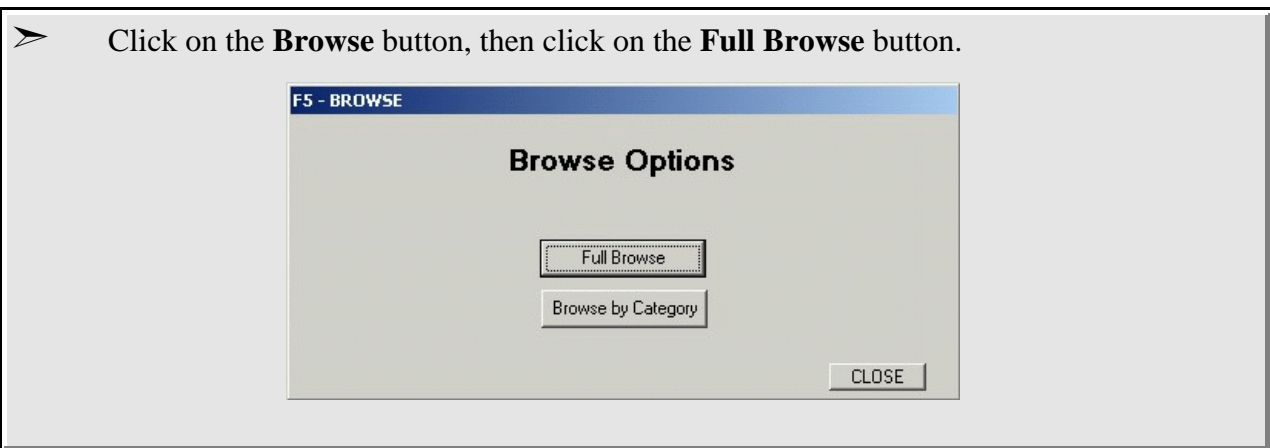 ➢ Click on the Browse button, then click on the Full Browse button.
F5 - BROWSE
Browse Options
Full Browse
Browse by Category
CLOSE